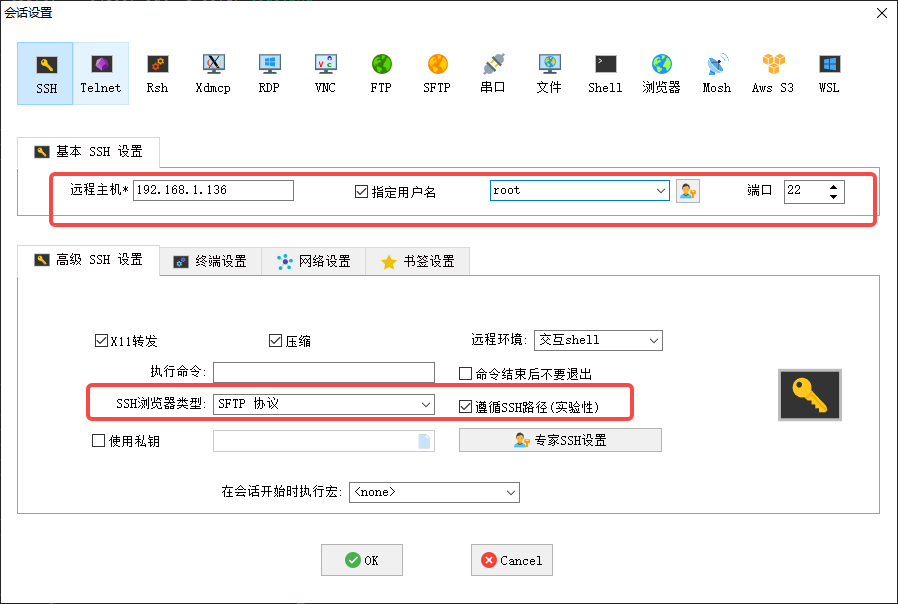 会话设置
SSH Telnet Rsh Xdmcp RDP VNC FTP SFTP 串口 文件 Shell 浏览器 Mosh Aws S3 WSL
基本 SSH 设置
远程主机* 192.168.1.136 指定用户名 root 端口 22
高级 SSH 设置 终端设置 网络设置 书签设置
X11转发 压缩 远程环境: 交互shell
执行命令: 命令结束后不要退出
SSH浏览器类型: SFTP 协议 遵循SSH路径(实验性)
使用私钥 专家SSH设置
在会话开始时执行宏: <none>
OK Cancel